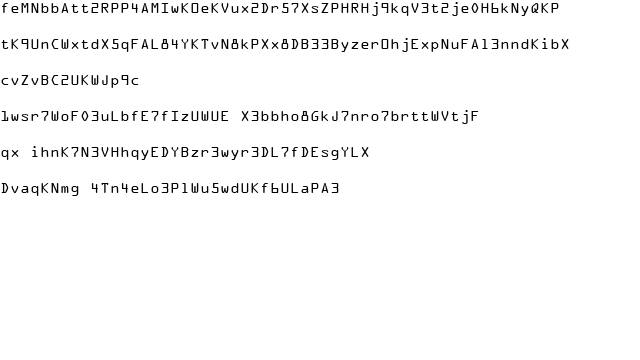 feMNbbAtt2RPP4AMIwKOeKVux2Dr57XsZPHRHj9kqV3t2je0H6kNyQKP
tK9UnCWxtdX5qFAL84YKTvN8kPXx8DB33ByzerOhjExpNuFA13nndKibX
cvZvBC2UKWJp9c
1wsr7WoF03uLbfE7fIzUWUE X3bbho8GkJ7nro7brttWVtjF
qx ihnK7N3VHhqyEDYBzr3wyr3DL7fDEsgYLX
DvaqKNmg 4Tn4eLo3P1Wu5wdUKf6ULaPA3